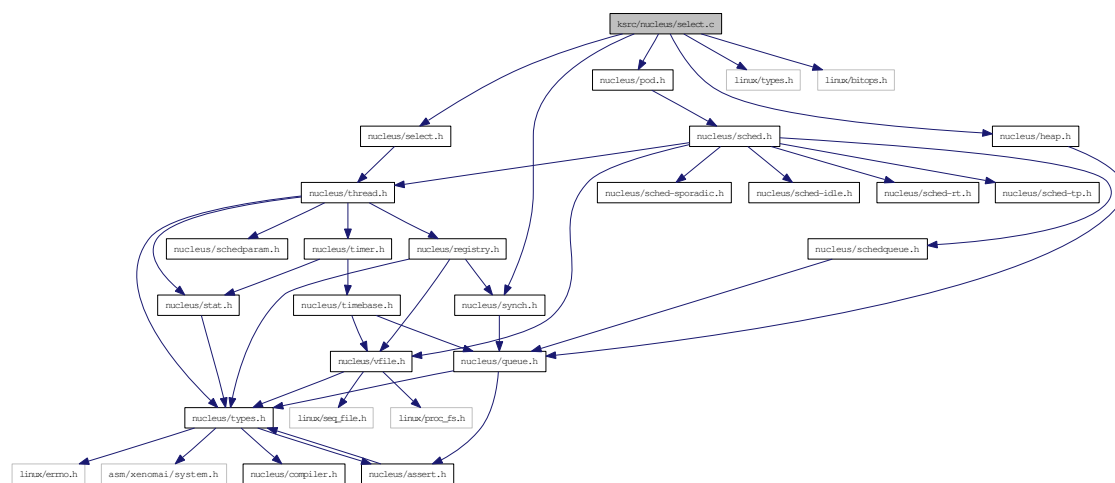 ksrc/nucleus/select.c
nucleus/pod.h
linux/types.h
linux/bitops.h
nucleus/select.h
nucleus/sched.h
nucleus/heap.h
nucleus/thread.h
nucleus/sched-sporadic.h
nucleus/sched-idle.h
nucleus/sched-rt.h
nucleus/sched-tp.h
nucleus/schedparam.h
nucleus/timer.h
nucleus/registry.h
nucleus/schedqueue.h
nucleus/stat.h
nucleus/timebase.h
nucleus/synch.h
nucleus/vfile.h
nucleus/queue.h
nucleus/types.h
linux/seq_file.h
linux/proc_fs.h
linux/errno.h
asm/xenomai/system.h
nucleus/compiler.h
nucleus/assert.h